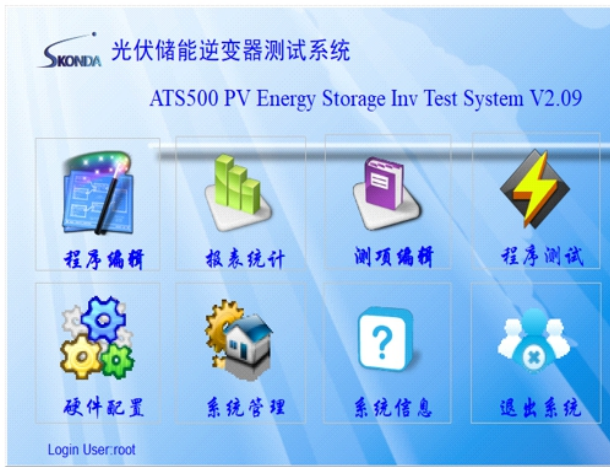 SKONDA 光伏储能逆变器测试系统
ATS500 PV Energy Storage Inv Test System V2.09
程序编辑 报表统计 测项编辑 程序测试
硬件配置 系统管理 系统信息 退出系统
Login User:root